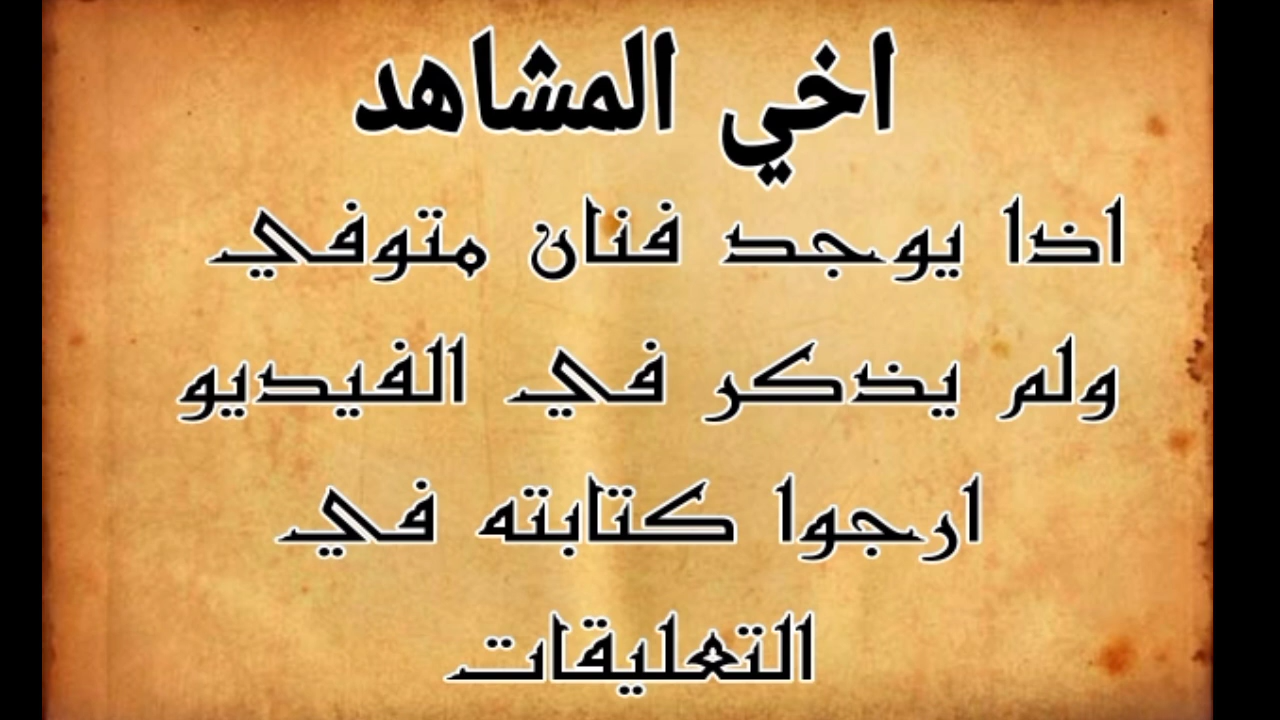 اخي المشاهد
اذا يوجد فنان متوفي
ولم يذكر في الفيديو
ارجوا كتابته في
التعليقات